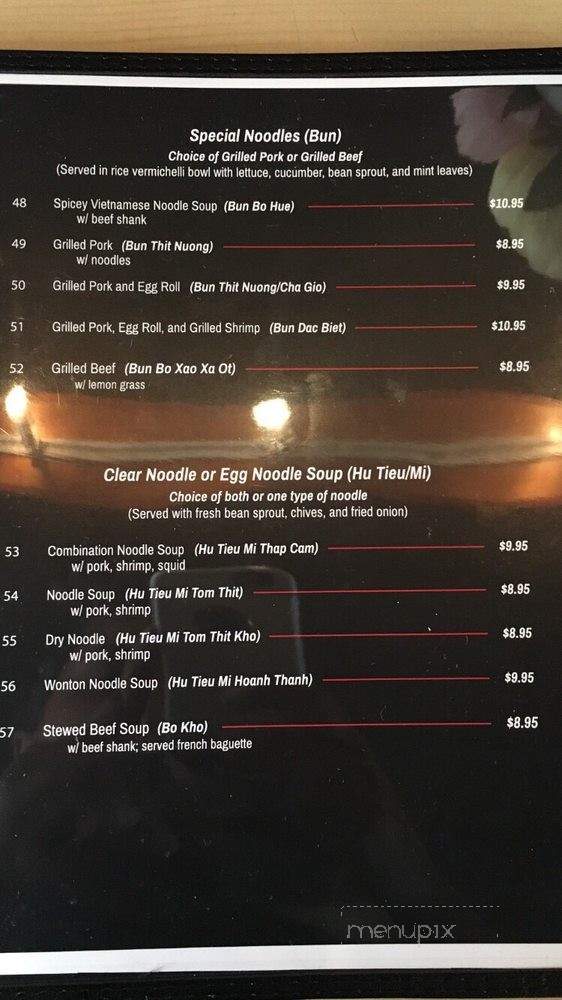 Special Noodles (Bun)
Choice of Grilled Pork or Grilled Beef
(Served in rice vermichelli bowl with lettuce, cucumber, bean sprout, and mint leaves)
48 Spicey Vietnamese Noodle Soup (Bun Bo Hue) $10.95
w/ beef shank
49 Grilled Pork (Bun Thit Nuong) $8.95
w/ noodles
50 Grilled Pork and Egg Roll (Bun Thit Nuong/Cha Gio) $9.95
51 Grilled Pork, Egg Roll, and Grilled Shrimp (Bun Dac Biet) $10.95
52 Grilled Beef (Bun Bo Xao Xa Ot) $8.95
w/ lemon grass
Clear Noodle or Egg Noodle Soup (Hu Tieu/Mi)
Choice of both or one type of noodle
(Served with fresh bean sprout, chives, and fried onion)
53 Combination Noodle Soup (Hu Tieu Mi Thap Cam) $9.95
w/ pork, shrimp, squid
54 Noodle Soup (Hu Tieu Mi Tom Thit) $8.95
w/ pork, shrimp
55 Dry Noodle (Hu Tieu Mi Tom Thit Kho) $8.95
w/ pork, shrimp
56 Wonton Noodle Soup (Hu Tieu Mi Hoanh Thanh) $9.95
57 Stewed Beef Soup (Bo Kho) $8.95
w/ beef shank; served french baguette
menupix